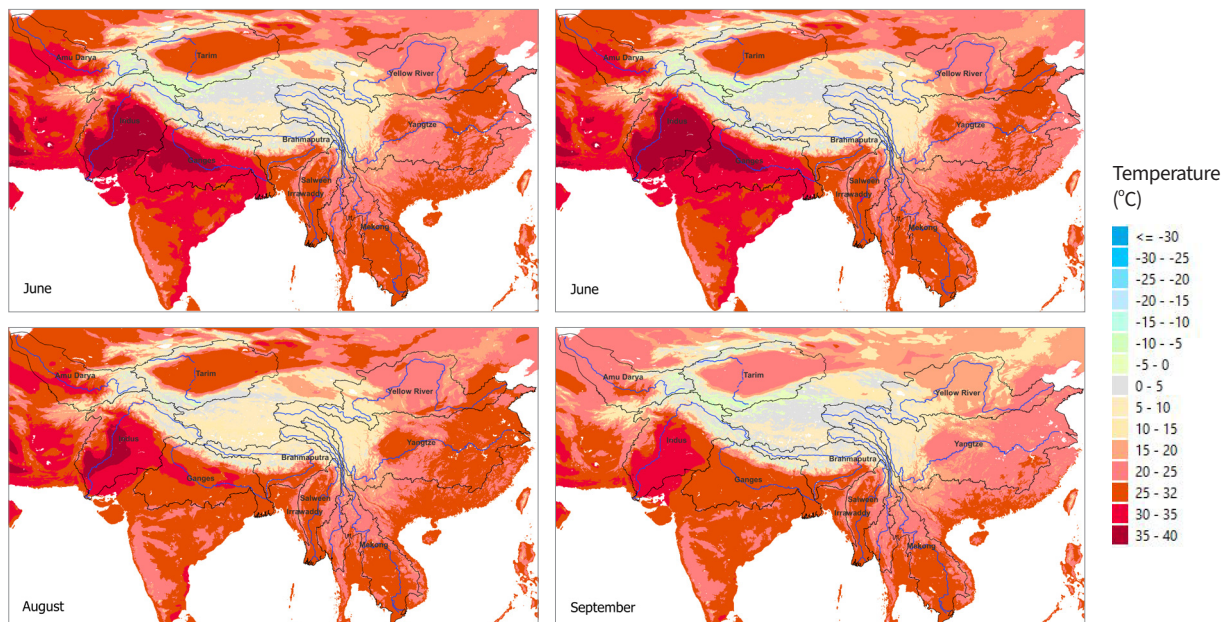 Amu Darya
Tarim
Yellow River
Indus
Yangtze
Ganges
Brahmaputra
Salween
Irrawaddy
Mekong
June
Amu Darya
Tarim
Yellow River
Indus
Yangtze
Ganges
Brahmaputra
Salween
Irrawaddy
Mekong
June
Temperature
(°C)
<= -30
-30 - -25
-25 - -20
-20 - -15
-15 - -10
-10 - -5
-5 - 0
0 - 5
5 - 10
10 - 15
15 - 20
20 - 25
25 - 32
30 - 35
35 - 40
Amu Darya
Tarim
Yellow River
Indus
Yangtze
Brahmaputra
Ganges
Salween
Irrawaddy
Mekong
August
Amu Darya
Tarim
Yellow River
Indus
Yangtze
Brahmaputra
Ganges
Salween
Irrawaddy
Mekong
September